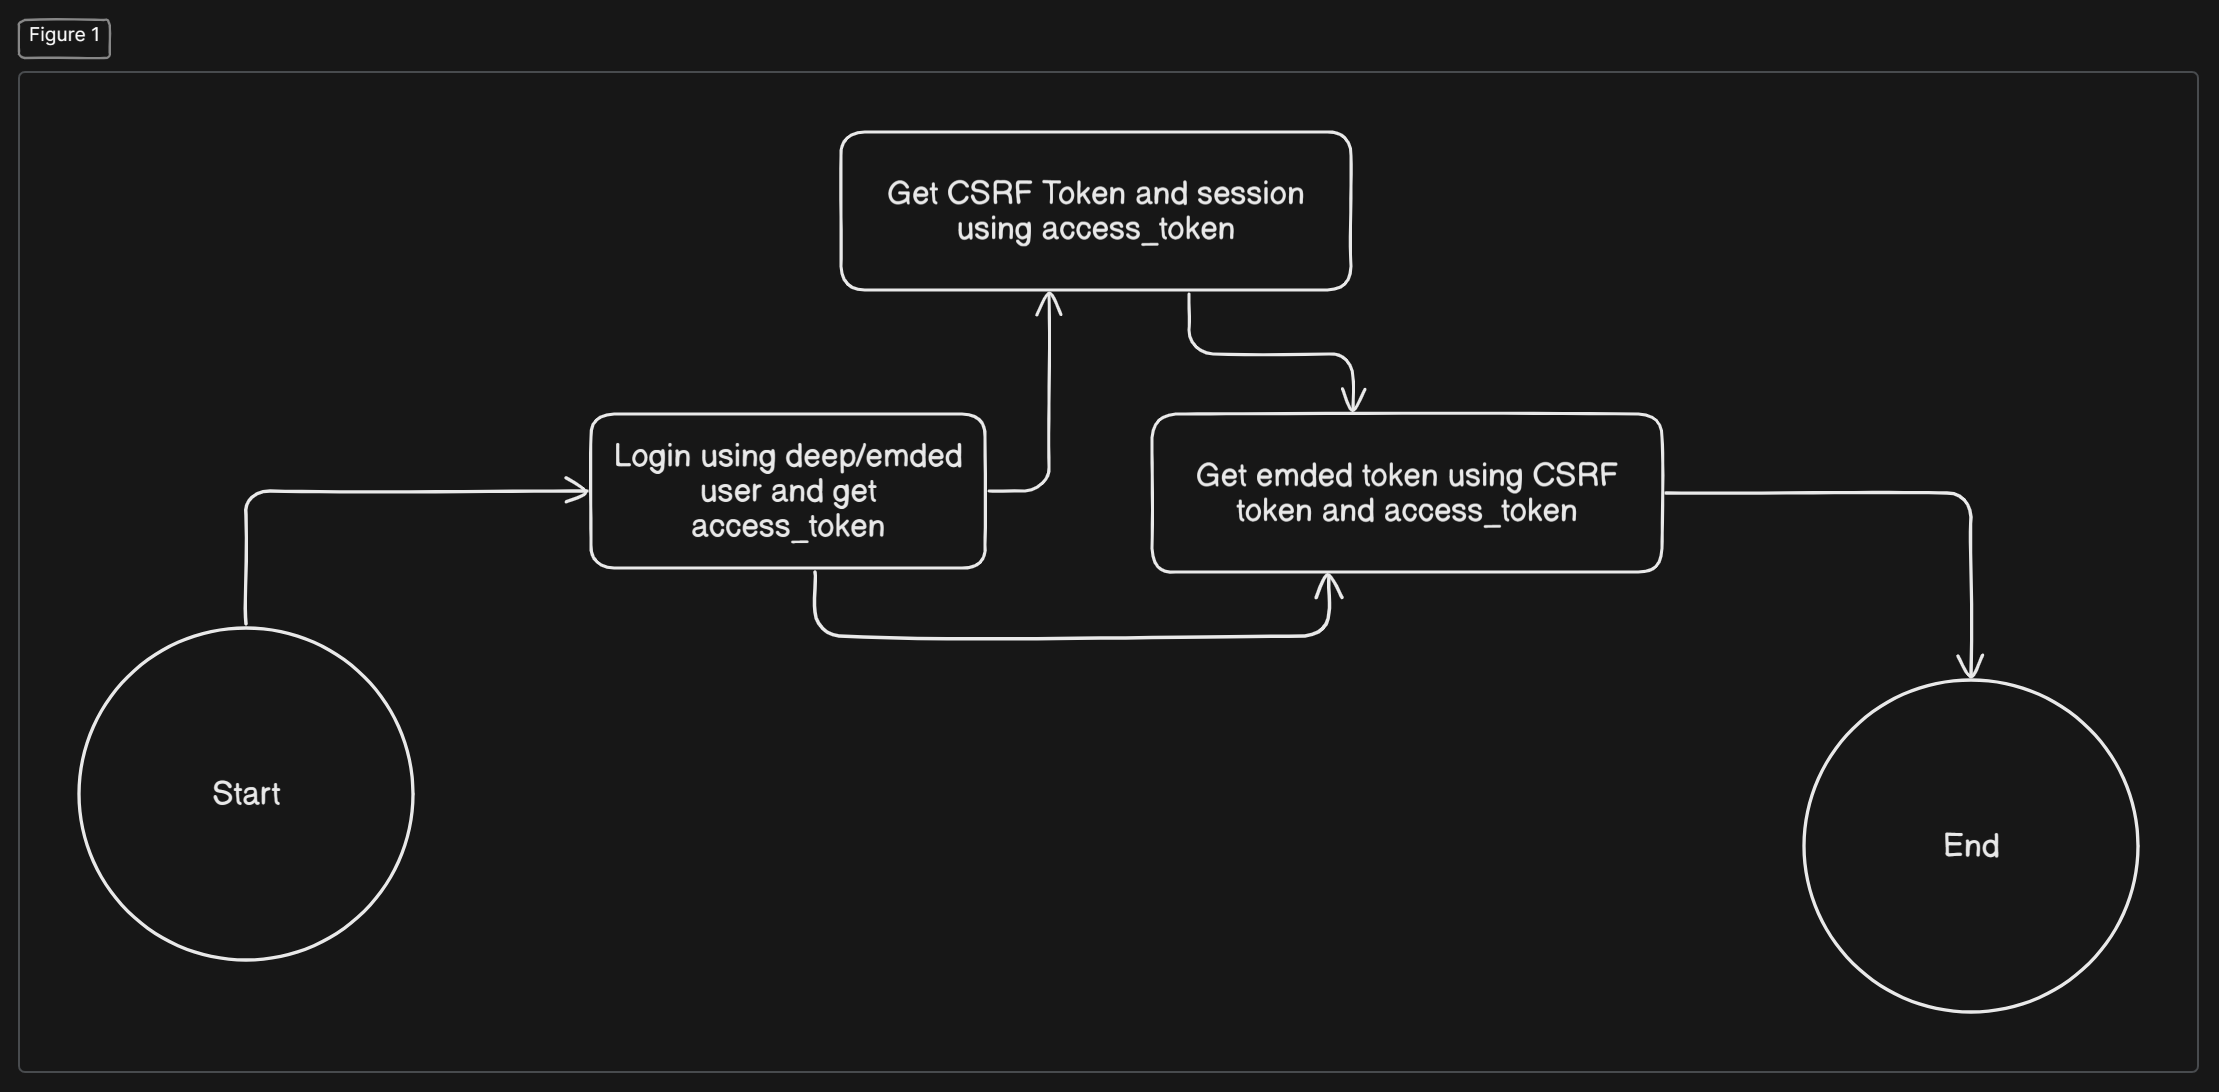 Figure 1
Get CSRF Token and session
using access_token
Login using deep/emded
user and get
access_token
Get emded token using CSRF
token and access_token
Start
End